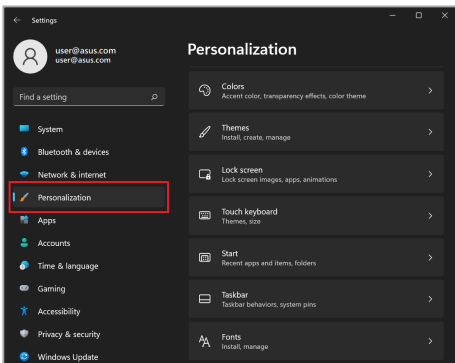 Settings
user@asus.com
user@asus.com
Find a setting
System
Bluetooth & devices
Network & internet
Personalization
Apps
Accounts
Time & language
Gaming
Accessibility
Privacy & security
Windows Update
Personalization
Colors
Accent color, transparency effects, color theme
Themes
Install, create, manage
Lock screen
Lock screen images, apps, animations
Touch keyboard
Themes, size
Start
Recent apps and items, folders
Taskbar
Taskbar behaviors, system pins
Fonts
Install, manage